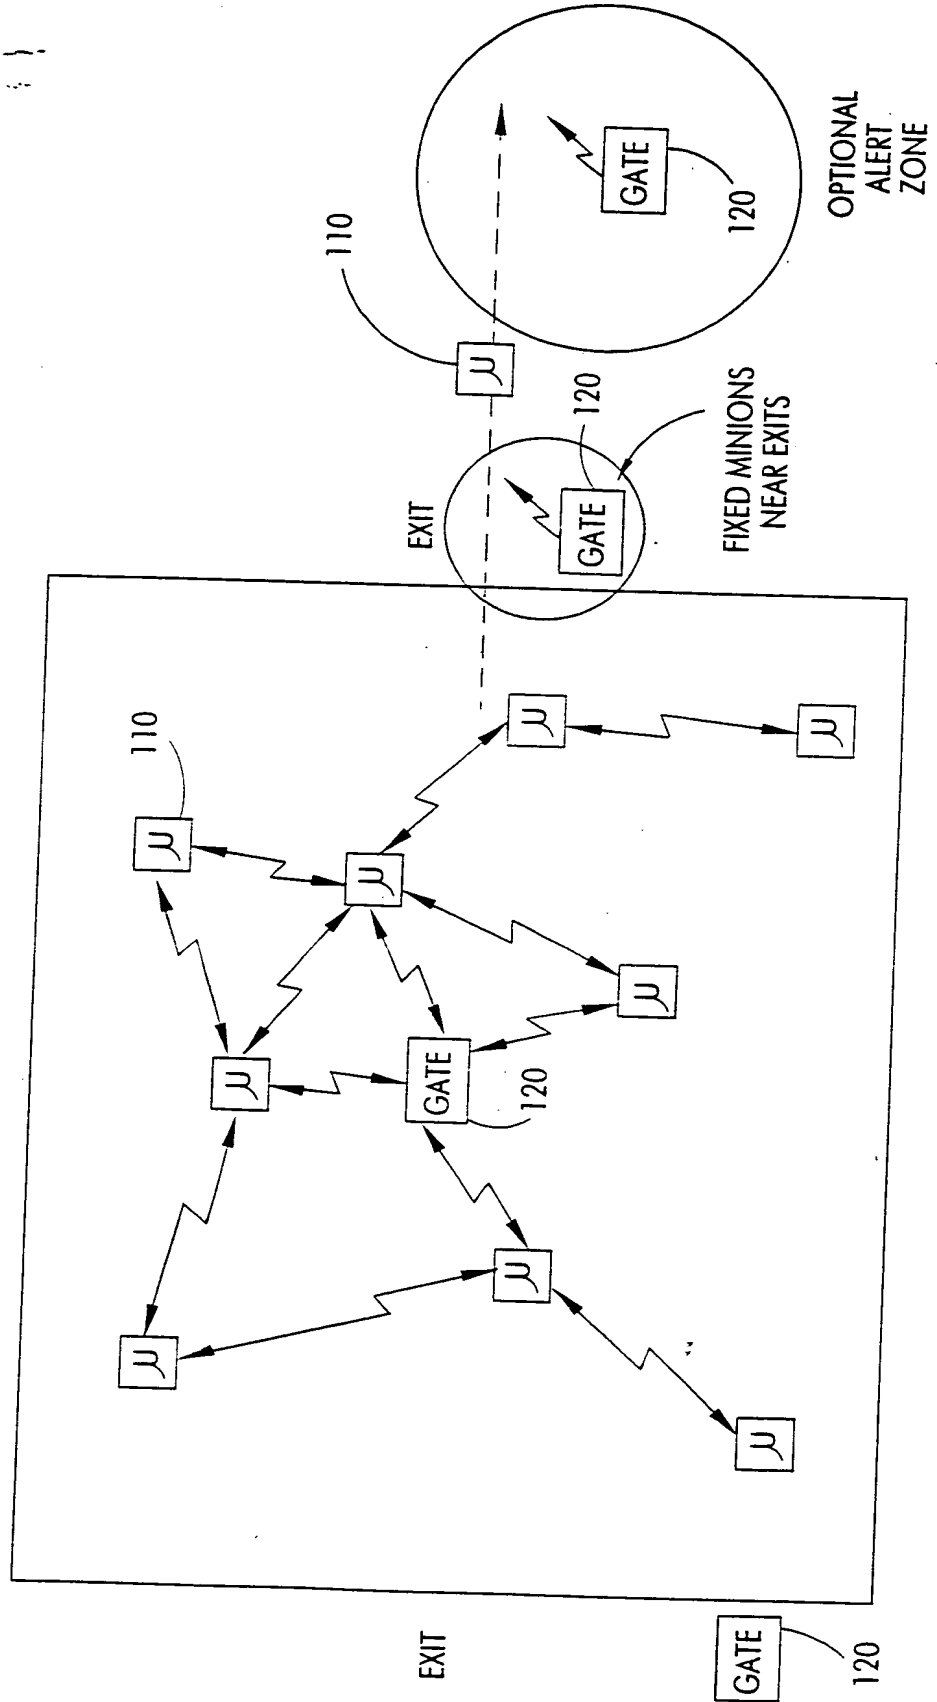 110
μ
μ
μ
110
μ
EXIT
EXIT
GATE
μ
120
μ
μ
120
GATE
GATE
μ
120
FIXED MINIONS
NEAR EXITS
GATE
μ
μ
OPTIONAL
ALERT
ZONE
120